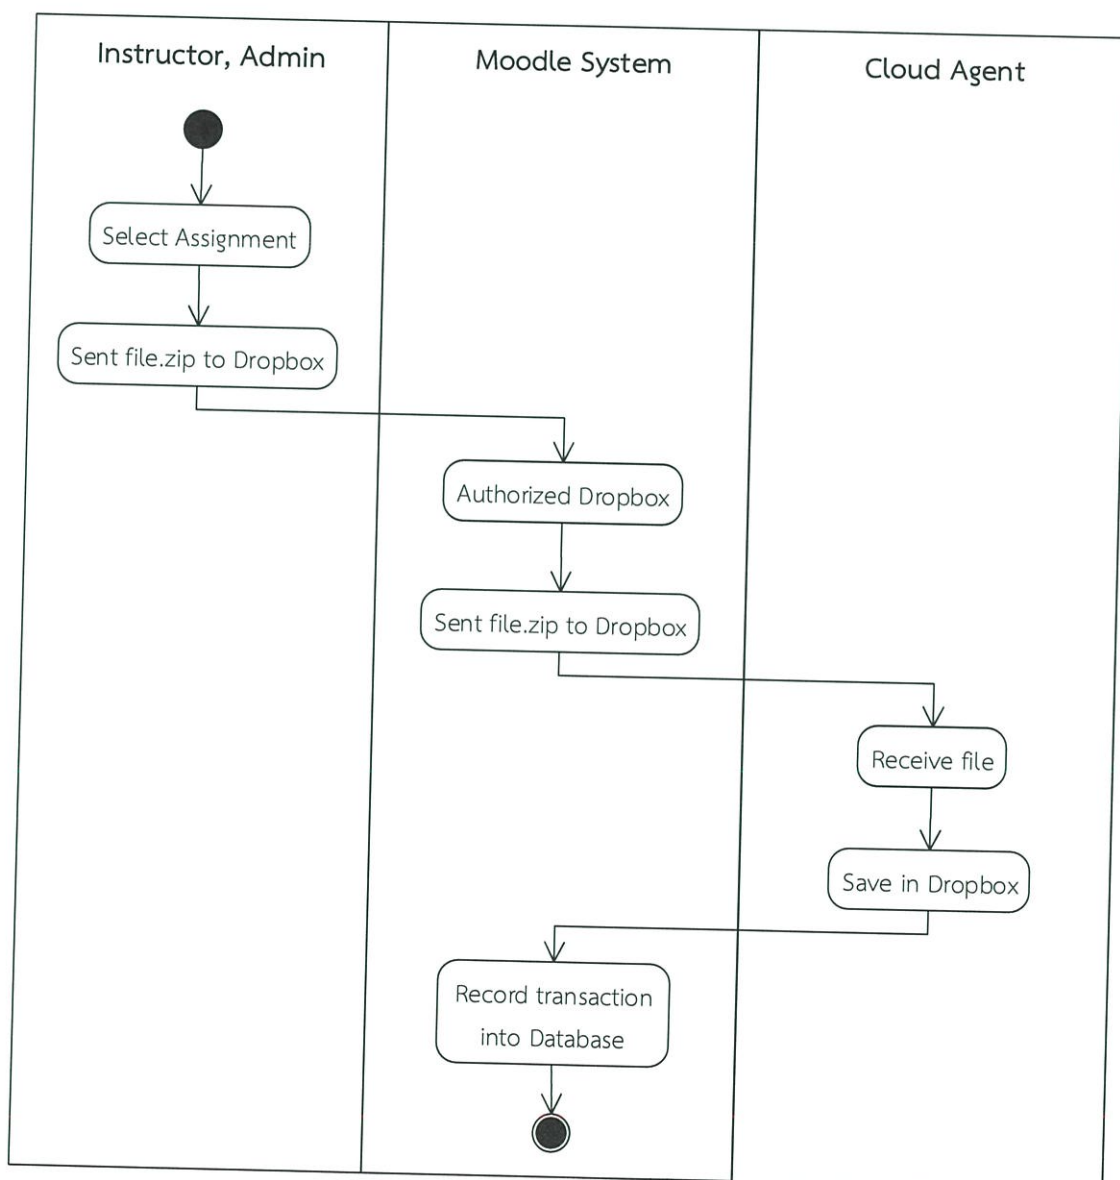 Instructor, Admin
Moodle System
Cloud Agent
Select Assignment
Sent file.zip to Dropbox
Authorized Dropbox
Sent file.zip to Dropbox
Receive file
Save in Dropbox
Record transaction
into Database